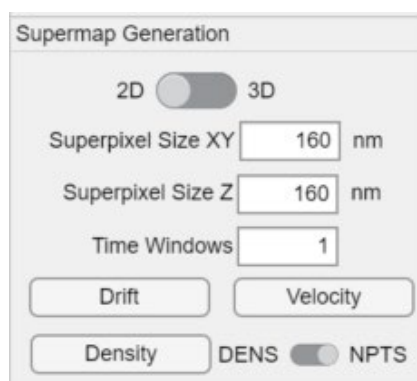 Supermap Generation
2D 3D
Superpixel Size XY 160 nm
Superpixel Size Z 160 nm
Time Windows 1
Drift Velocity
Density DENS NPTS